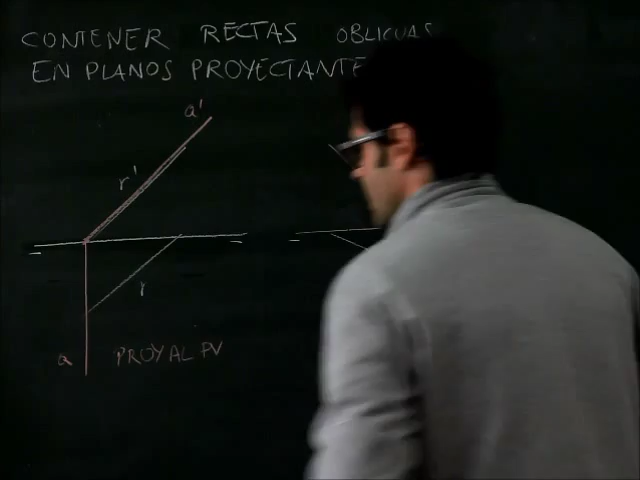 CONTENER RECTAS OBLICUAS
EN PLANOS PROYECTANTE
a'
r'
r
a PROY AL PV